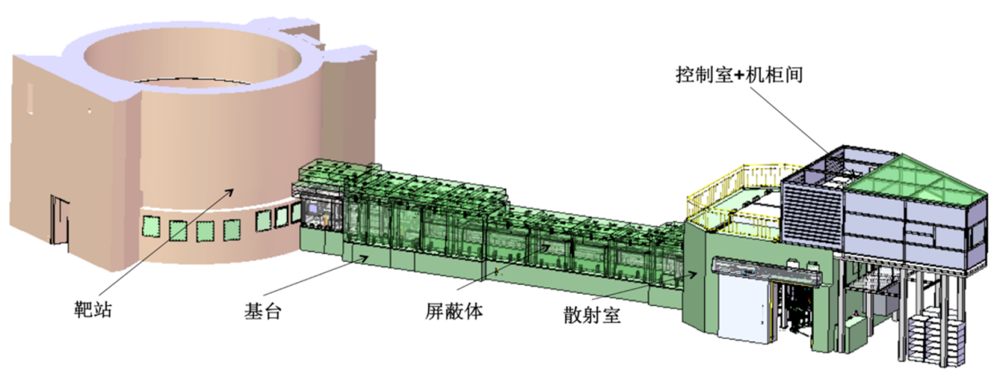 控制室+机柜间
靶站
基台
屏蔽体
散射室